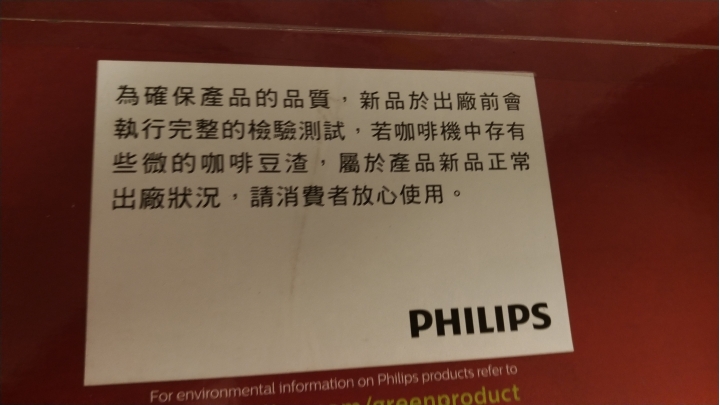 為確保產品的品質，新品於出廠前會
執行完整的檢驗測試，若咖啡機中存有
些微的咖啡豆渣，屬於產品新品正常
出廠狀況，請消費者放心使用。
PHILIPS
For environmental information on Philips products refer to
/greenproduct